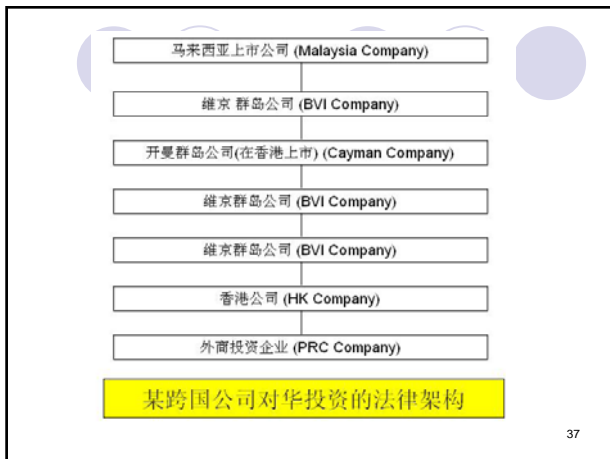 马来西亚上市公司 (Malaysia Company)
维京 群岛公司 (BVI Company)
开曼群岛公司(在香港上市) (Cayman Company)
维京群岛公司 (BVI Company)
维京群岛公司 (BVI Company)
香港公司 (HK Company)
外商投资企业 (PRC Company)
某跨国公司对华投资的法律架构
37